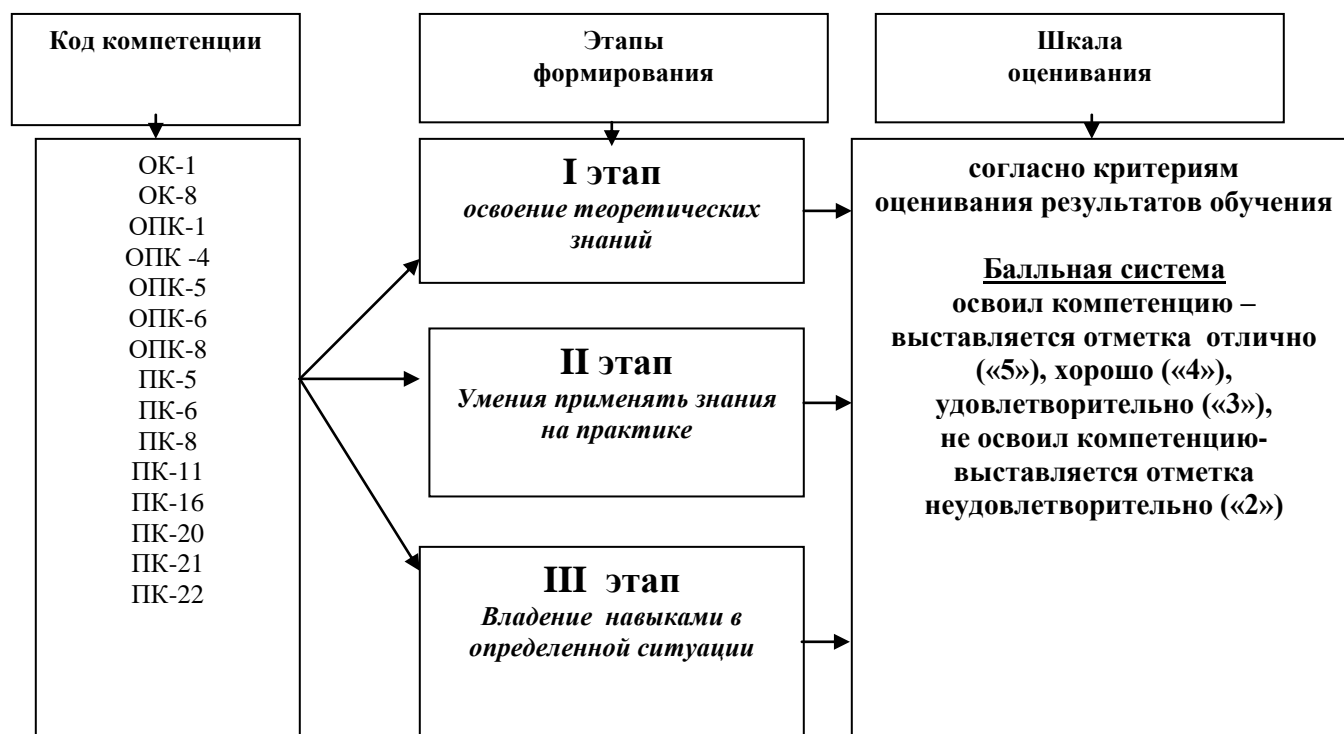 Код компетенции
Этапы
формирования
Шкала
оценивания
ОК-1
ОК-8
ОПК-1
ОПК -4
ОПК-5
ОПК-6
ОПК-8
ПК-5
ПК-6
ПК-8
ПК-11
ПК-16
ПК-20
ПК-21
ПК-22
I этап
освоение теоретических
знаний
II этап
Умения применять знания
на практике
III этап
Владение навыками в
определенной ситуации
согласно критериям
оценивания результатов обучения
Балльная система
освоил компетенцию –
выставляется отметка отлично
(«5»), хорошо («4»),
удовлетворительно («3»),
не освоил компетенцию-
выставляется отметка
неудовлетворительно («2»)